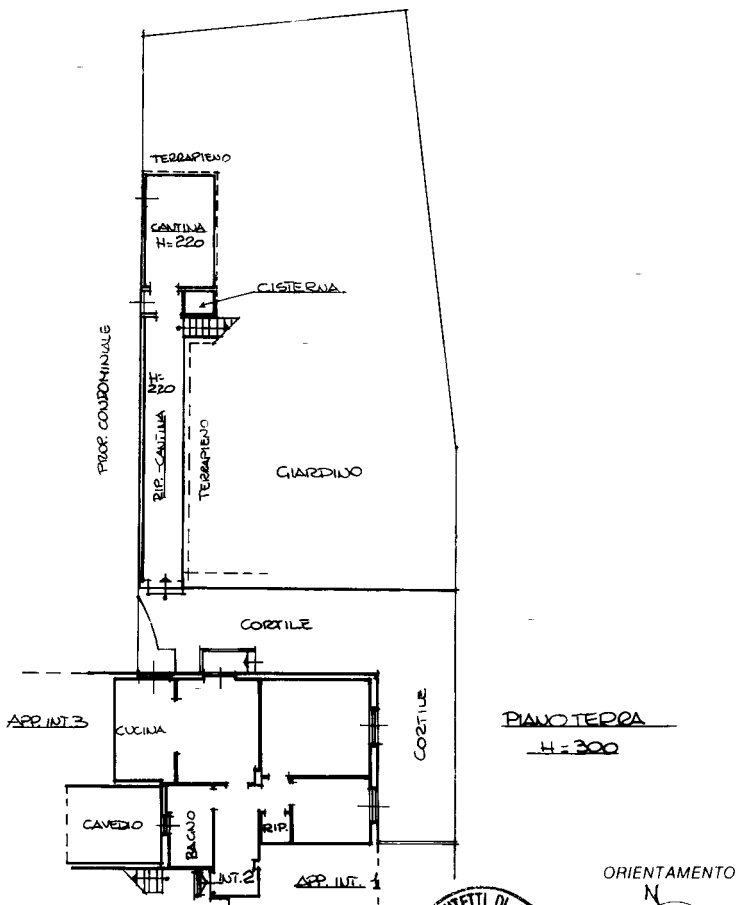 TERRAPIENO
CANTINA
H=220
CISTERNA
PROP. CONDOMINIALE
H=
220
RIP.-CANTINA
TERRAPIENO
GIARDINO
CORTILE
APP. INT. 3
CUCINA
CORTILE
PIANO TERRA
H=300
CAVEDIO
BAGNO
RIP.
INT. 2
APP. INT. 1
ORIENTAMENTO
N